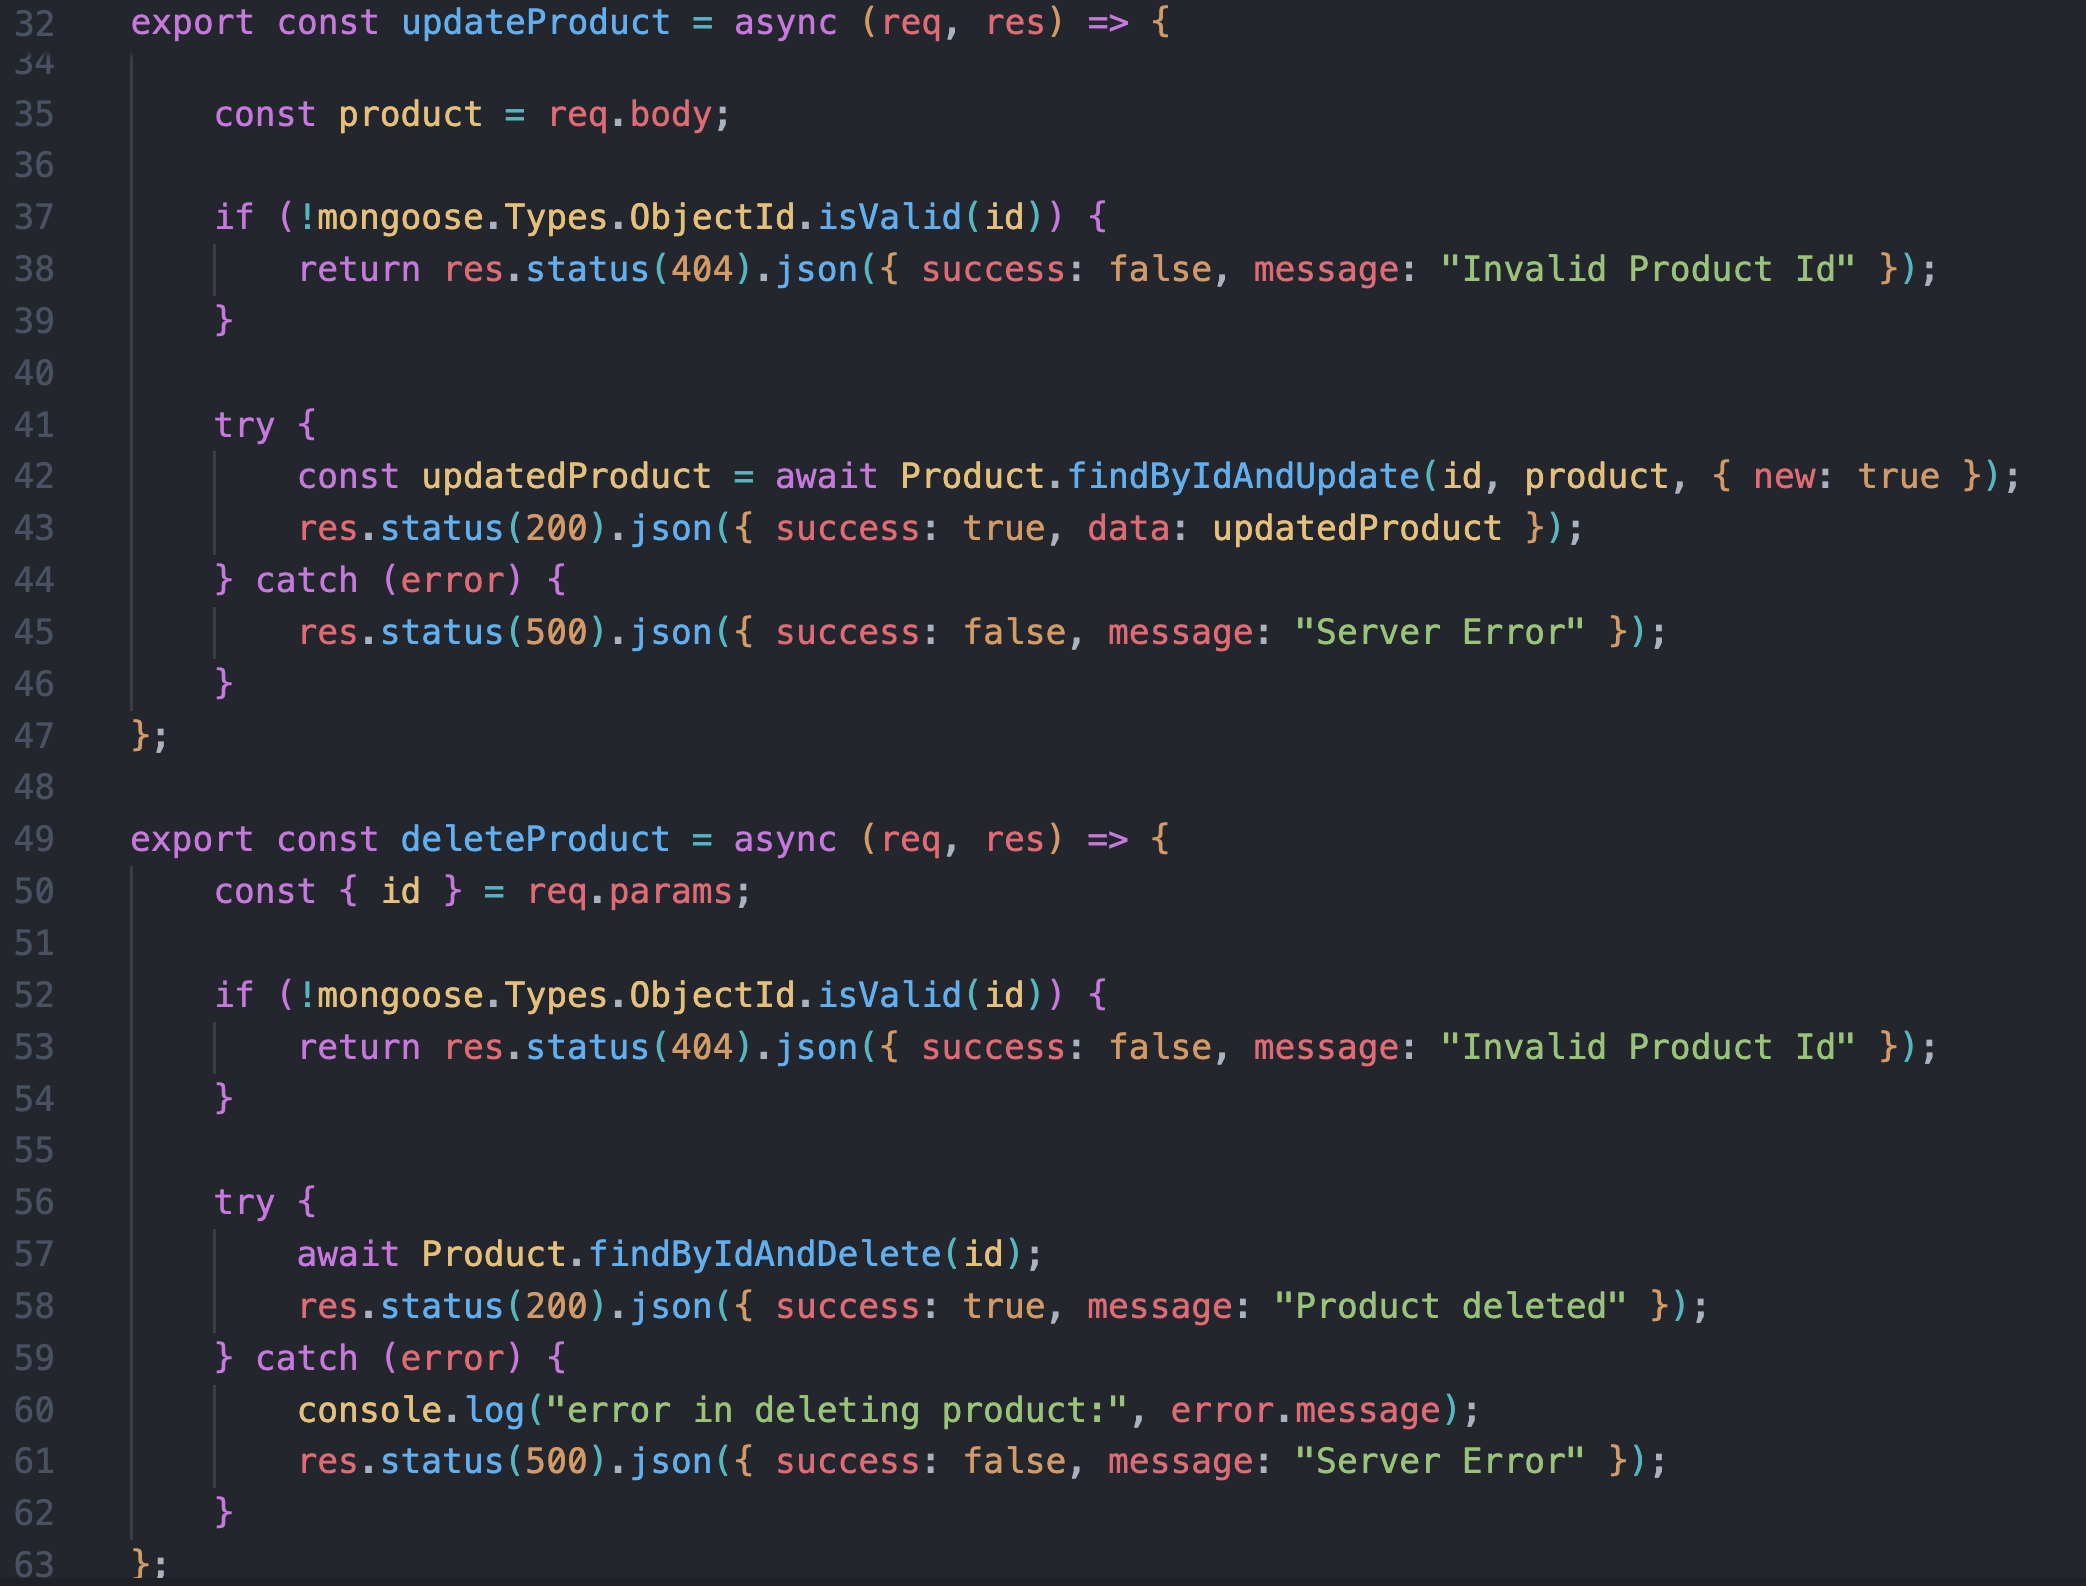 32 export const updateProduct = async (req, res) => {
34
35 const product = req.body;
36
37 if (!mongoose.Types.ObjectId.isValid(id)) {
38 return res.status(404).json({ success: false, message: "Invalid Product Id" });
39 }
40
41 try {
42 const updatedProduct = await Product.findByIdAndUpdate(id, product, { new: true });
43 res.status(200).json({ success: true, data: updatedProduct });
44 } catch (error) {
45 res.status(500).json({ success: false, message: "Server Error" });
46 }
47 };
48
49 export const deleteProduct = async (req, res) => {
50 const { id } = req.params;
51
52 if (!mongoose.Types.ObjectId.isValid(id)) {
53 return res.status(404).json({ success: false, message: "Invalid Product Id" });
54 }
55
56 try {
57 await Product.findByIdAndDelete(id);
58 res.status(200).json({ success: true, message: "Product deleted" });
59 } catch (error) {
60 console.log("error in deleting product:", error.message);
61 res.status(500).json({ success: false, message: "Server Error" });
62 }
63 };